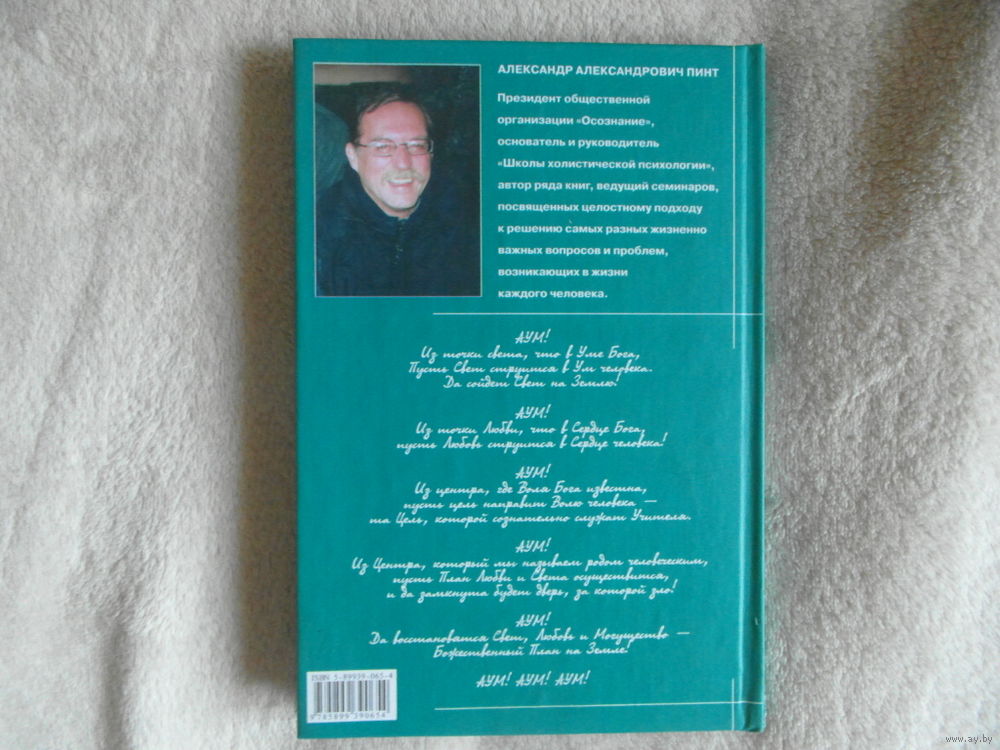 АЛЕКСАНДР АЛЕКСАНДРОВИЧ ПИНТ
Президент общественной
организации «Осознание»,
основатель и руководитель
«Школы холистической психологии»,
автор ряда книг, ведущий семинаров,
посвященных целостному подходу
к решению самых разных жизненно
важных вопросов и проблем,
возникающих в жизни
каждого человека.
АУМ!
Из точки света, что в Уме Бога,
Пусть Свет струится в Ум человека.
Да сойдет Свет на Землю!
АУМ!
Из точки Любви, что в Сердце Бога,
пусть Любовь струится в Сердце человека!
АУМ!
Из центра, где Воля Бога известна,
пусть цель направит Волю человека —
та Цель, которой сознательно служат Учителя.
АУМ!
Из Центра, который мы называем родом человеческим,
пусть План Любви и Света осуществится,
и да замкнута будет дверь, за которой зло!
АУМ!
Да восстановятся Свет, Любовь и Могущество —
Божественный План на Земле!
АУМ! АУМ! АУМ!
ISBN 5-89939-065-4
9 785899 390654
www.ay.by